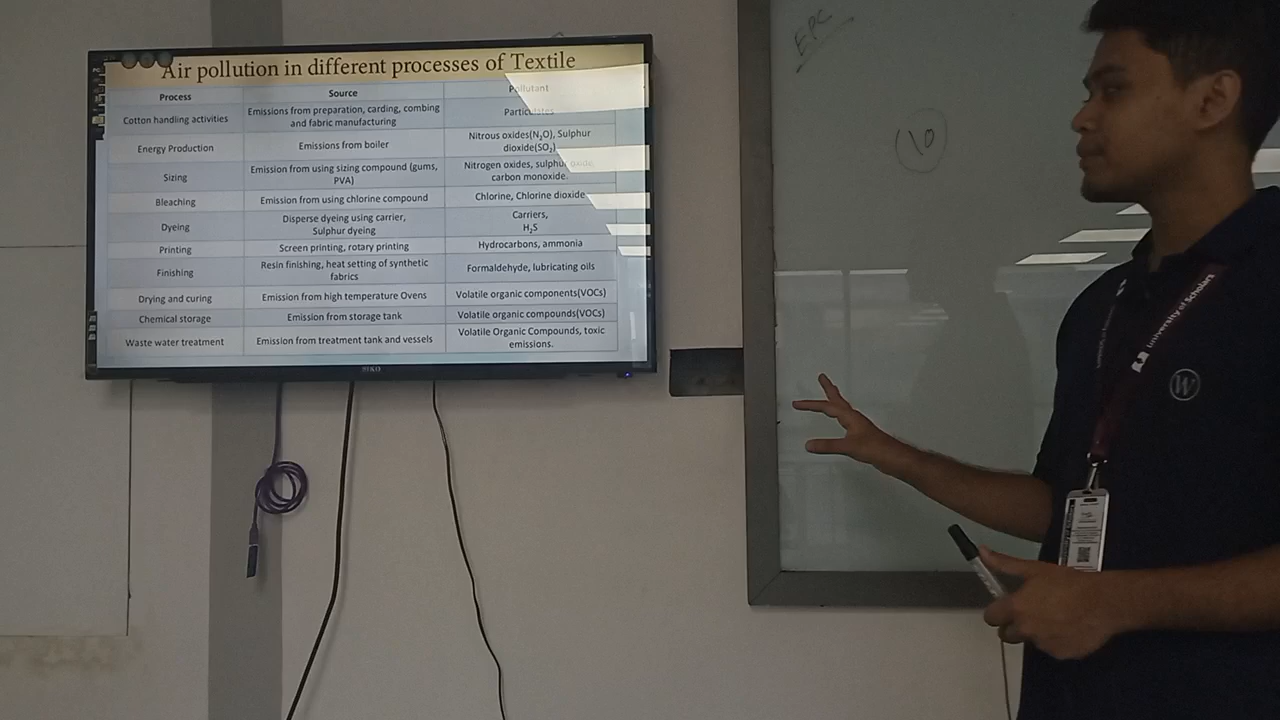 Air pollution in different processes of Textile
Process Source Pollutant
Cotton handling activities Emissions from preparation, carding, combing and fabric manufacturing Particulates
Energy Production Emissions from boiler Nitrous oxides(N₂O), Sulphur dioxide(SO₂)
Sizing Emission from using sizing compound (gums, PVA) Nitrogen oxides, sulphur oxide, carbon monoxide.
Bleaching Emission from using chlorine compound Chlorine, Chlorine dioxide
Dyeing Disperse dyeing using carrier, Sulphur dyeing Carriers, H₂S
Printing Screen printing, rotary printing Hydrocarbons, ammonia
Finishing Resin finishing, heat setting of synthetic fabrics Formaldehyde, lubricating oils
Drying and curing Emission from high temperature Ovens Volatile organic components(VOCs)
Chemical storage Emission from storage tank Volatile organic compounds(VOCs)
Waste water treatment Emission from treatment tank and vessels Volatile Organic Compounds, toxic emissions.
EPC
10
University of Scholars
W